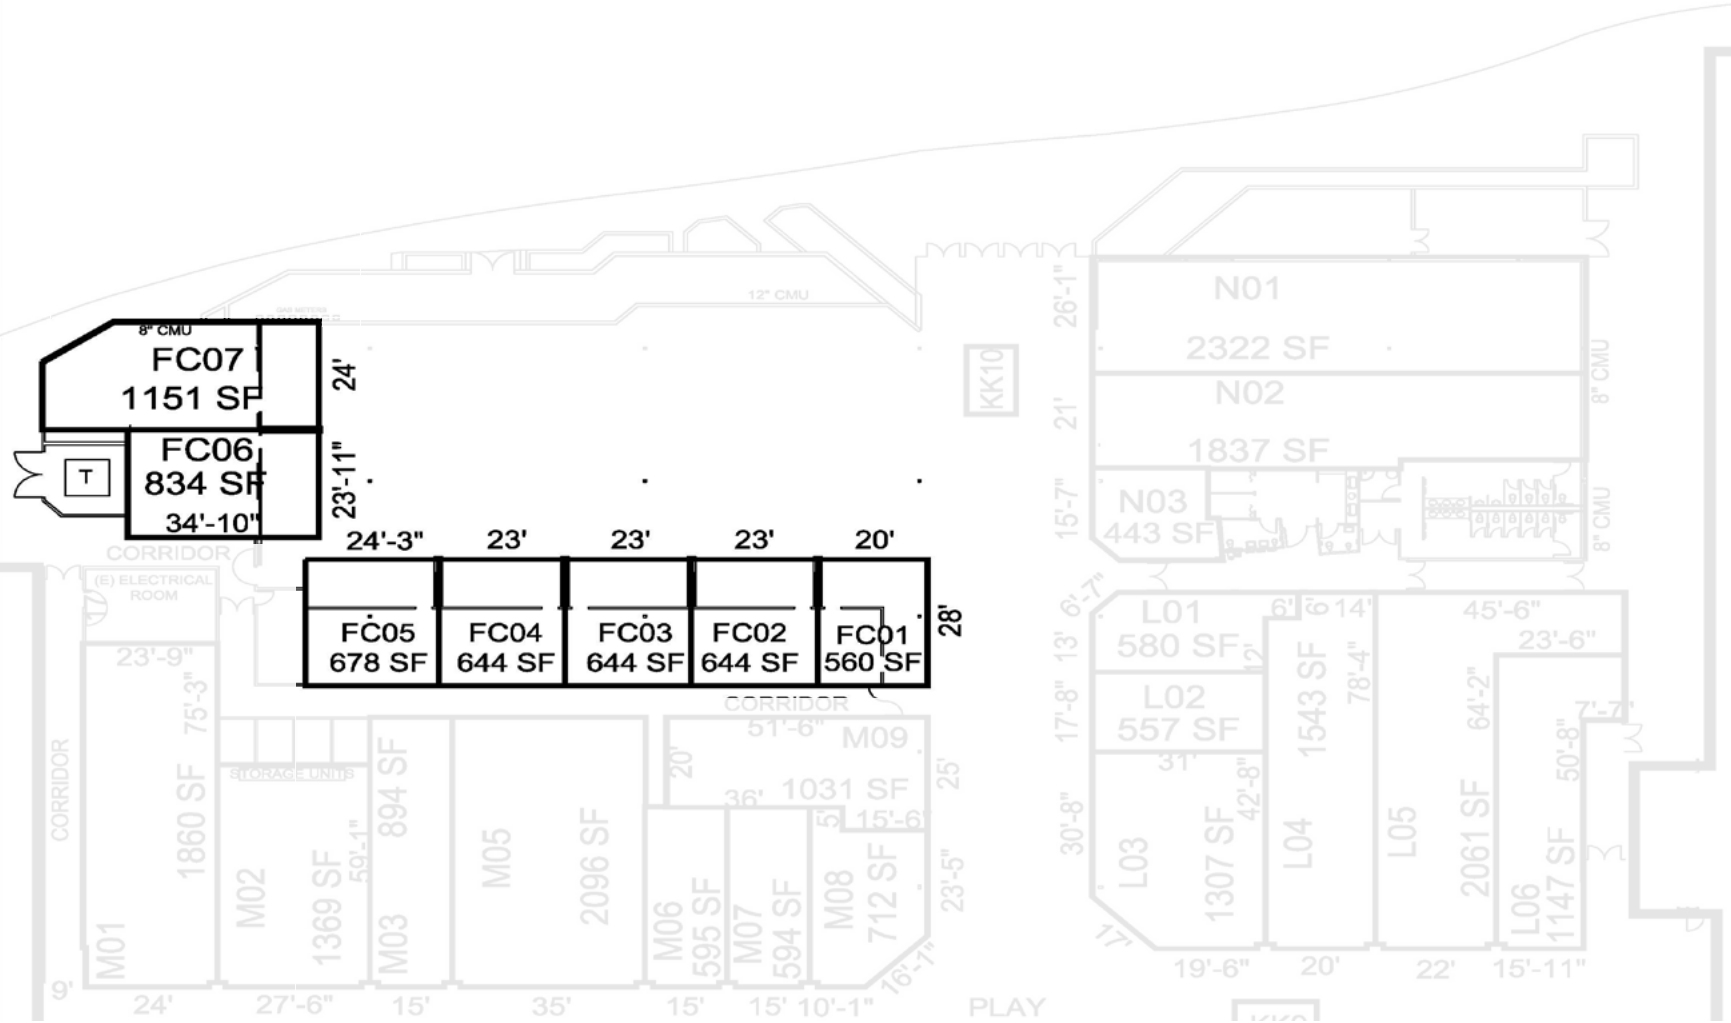 12" CMU
8" CMU
FC07
1151 SF
24'
FC06
834 SF
34'-10"
23'-11"
T
CORRIDOR
(E) ELECTRICAL
ROOM
24'-3"
23'
23'
23'
20'
28'
FC05
678 SF
FC04
644 SF
FC03
644 SF
FC02
644 SF
FC01
560 SF
CORRIDOR
KK10
26'-1"
N01
2322 SF
8" CMU
21'
N02
1837 SF
15'-7"
N03
443 SF
8" CMU
6'-7"
L01
580 SF
6'
6'
14'
45'-6"
23'-6"
13'
12'
L02
557 SF
17'-8"
31'
42'-8"
30'-8"
L03
1307 SF
17'
19'-6"
1543 SF
78'-4"
L04
20'
64'-2"
L05
2061 SF
22'
7'-7"
50'-8"
L06
1147 SF
15'-11"
23'-9"
75'-3"
17'
CORRIDOR
1860 SF
M01
9'
24'
STORAGE UNITS
M02
1369 SF
59'-1"
27'-6"
894 SF
M03
15'
M05
2096 SF
35'
51'-6"
M09
20'
1031 SF
25'
36'
5'
15'-6"
M06
595 SF
15'
M07
594 SF
15'
M08
712 SF
23'-5"
16'-1"
10'-1"
PLAY